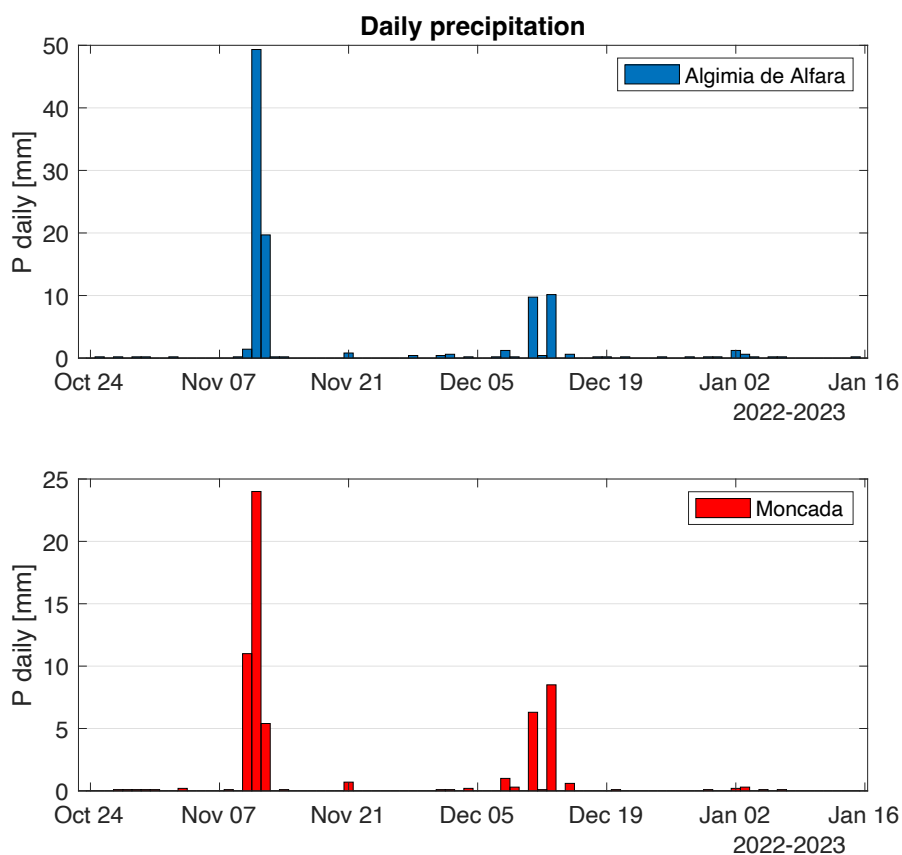 Daily precipitation
50
40
30
20
10
0
P daily [mm]
Algimia de Alfara
Oct 24 Nov 07 Nov 21 Dec 05 Dec 19 Jan 02 Jan 16
2022-2023
25
20
15
10
5
0
P daily [mm]
Moncada
Oct 24 Nov 07 Nov 21 Dec 05 Dec 19 Jan 02 Jan 16
2022-2023